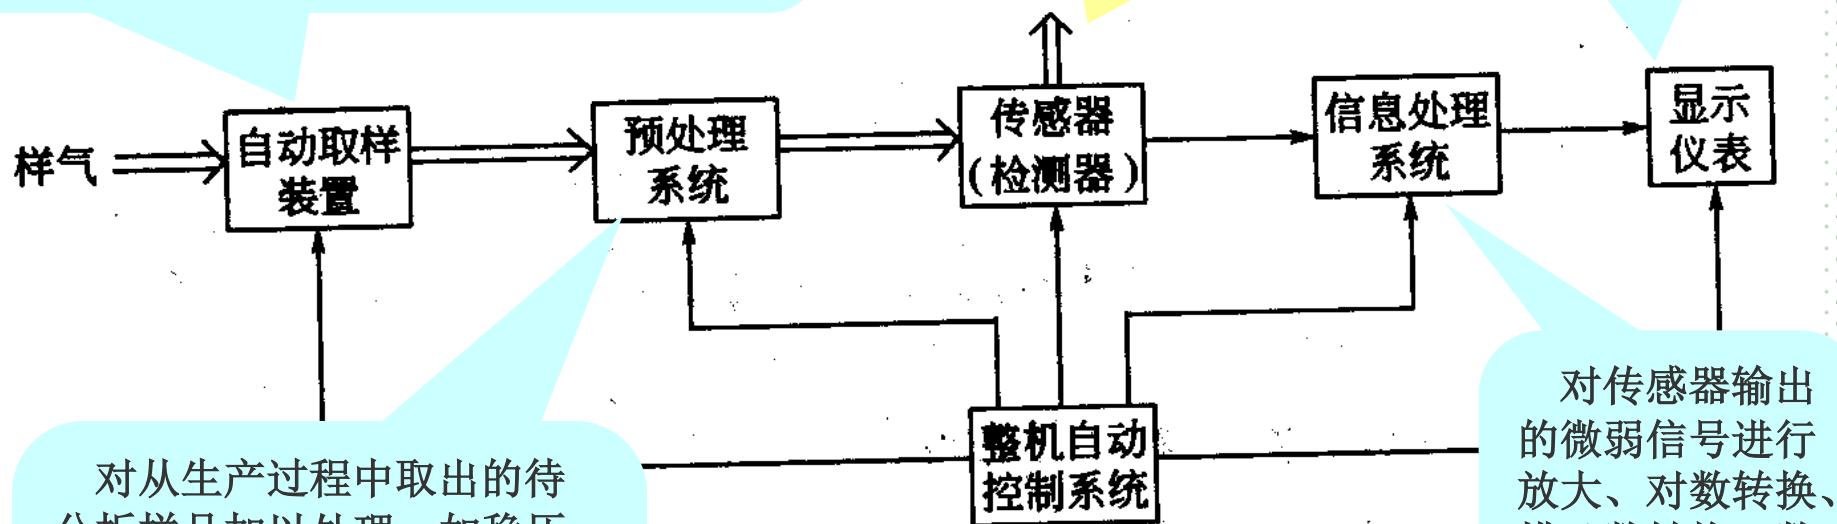 样气
自动取样
装置
预处理
系统
传感器
(检测器)
信息处理
系统
显示
仪表
整机自动
控制系统
对从生产过程中取出的待
对传感器输出
的微弱信号进行
放大、对数转换、